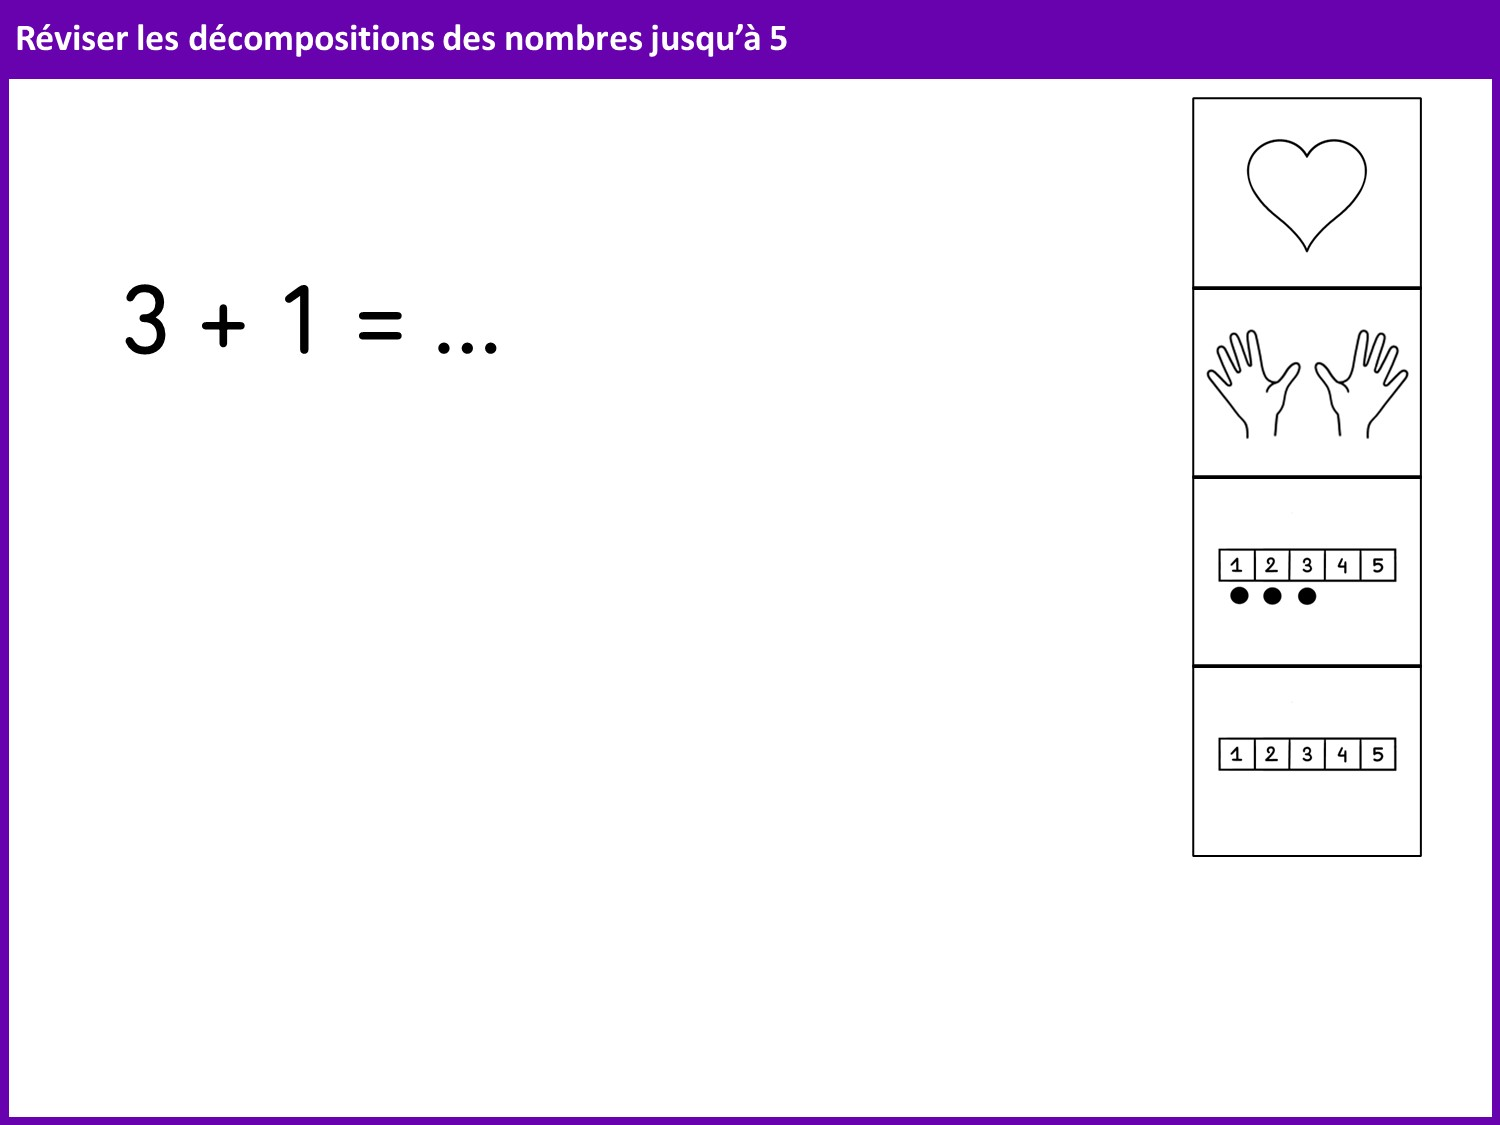 Réviser les décompositions des nombres jusqu’à 5
3 + 1 = ...
1 2 3 4 5
1 2 3 4 5